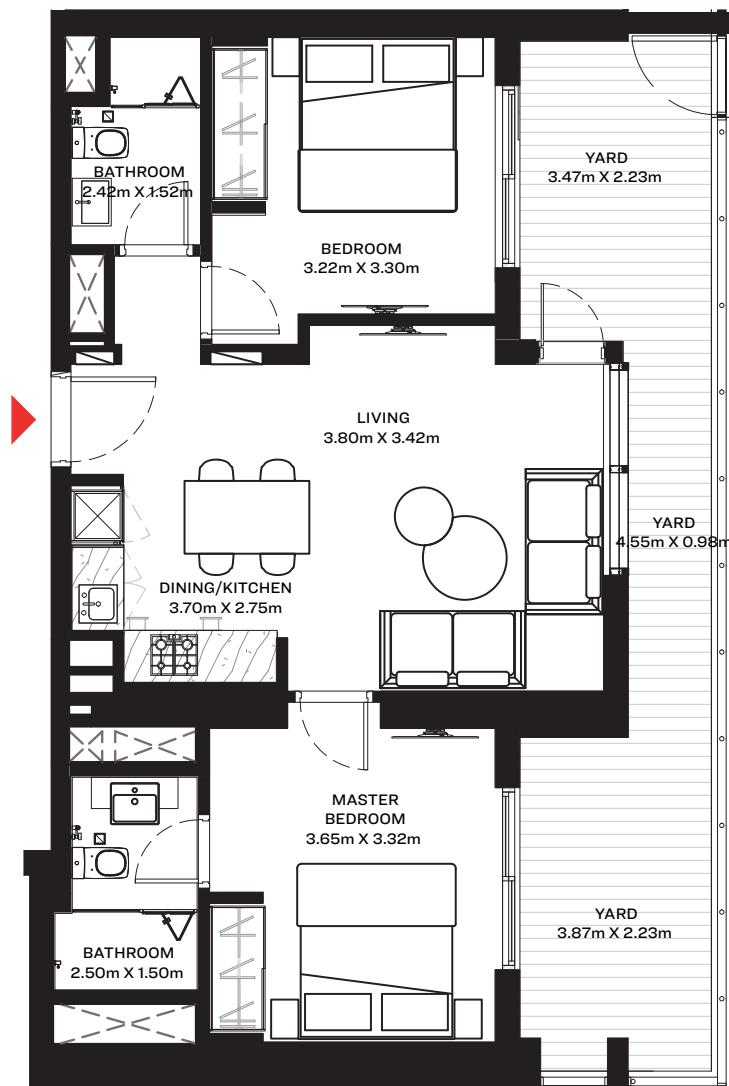 BATHROOM
2.42m X 1.52m
YARD
3.47m X 2.23m
BEDROOM
3.22m X 3.30m
LIVING
3.80m X 3.42m
YARD
4.55m X 0.98m
DINING/KITCHEN
3.70m X 2.75m
MASTER
BEDROOM
3.65m X 3.32m
YARD
3.87m X 2.23m
BATHROOM
2.50m X 1.50m